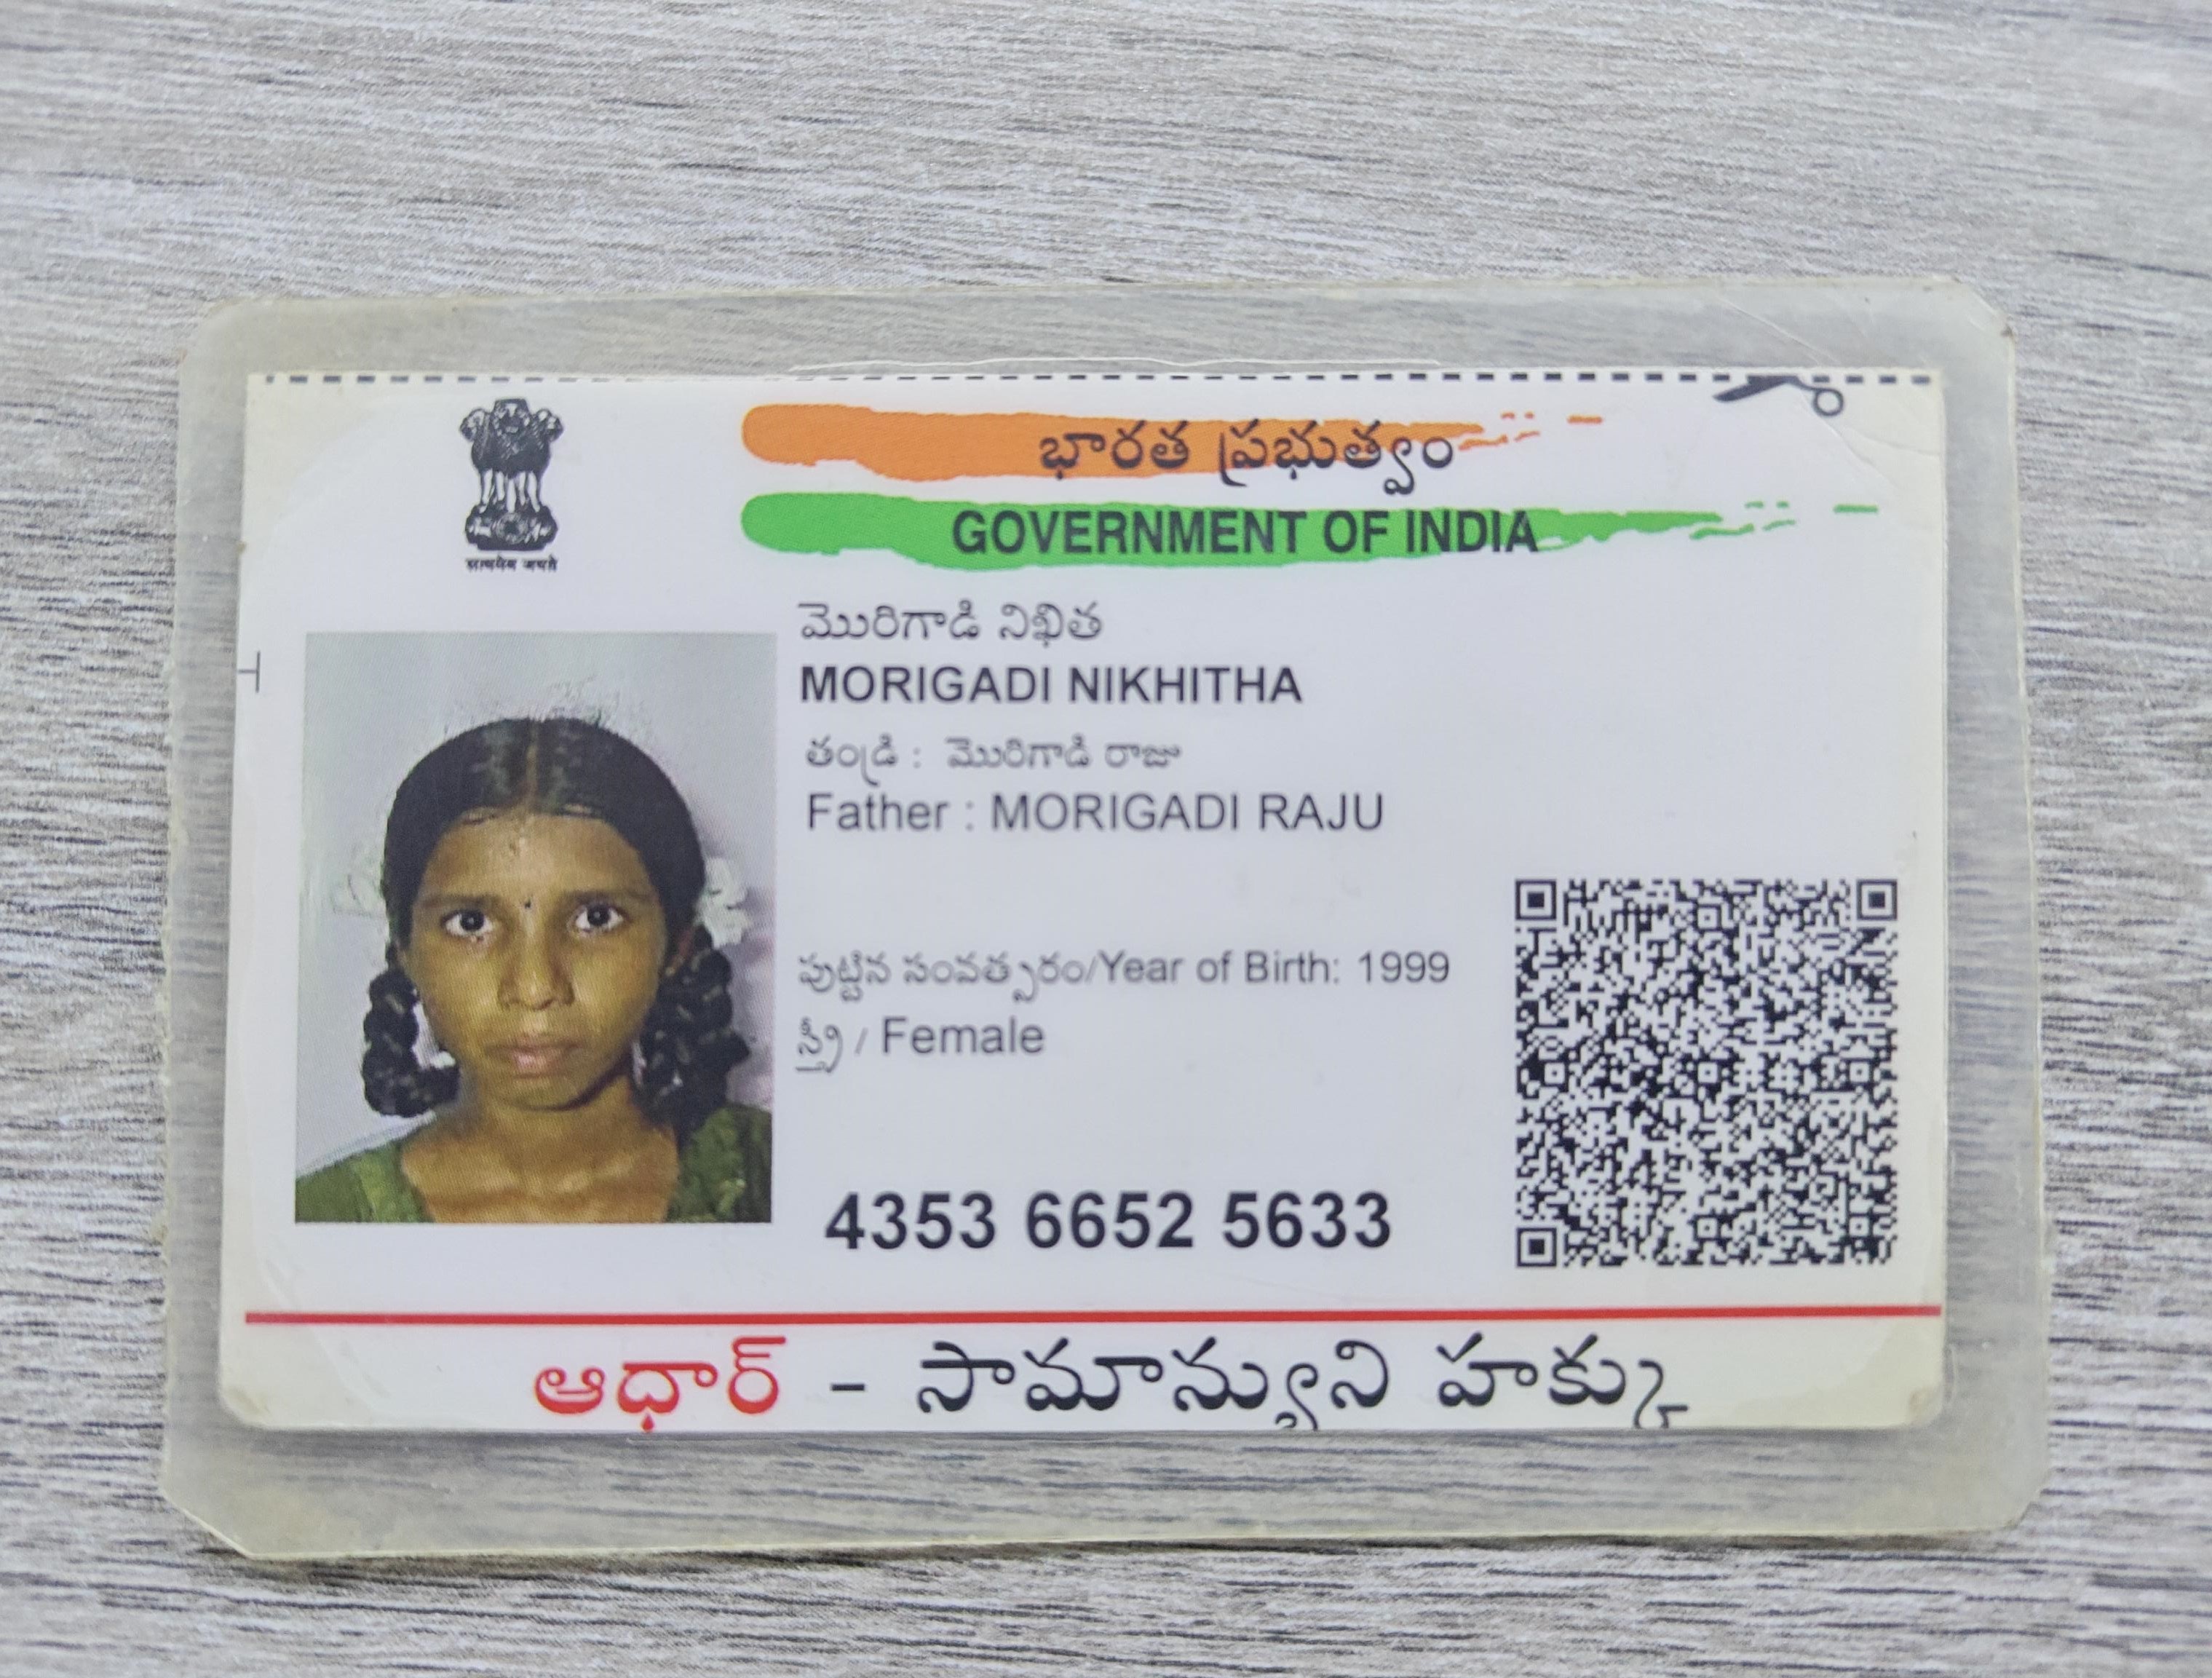 భారత ప్రభుత్వం
GOVERNMENT OF INDIA
सत्यमेव जयते
మొరిగాడి నిఖిత
MORIGADI NIKHITHA
తండ్రి : మొరిగాడి రాజు
Father : MORIGADI RAJU
పుట్టిన సంవత్సరం/Year of Birth: 1999
స్త్రీ / Female
4353 6652 5633
ఆధార్ - సామాన్యుని హక్కు